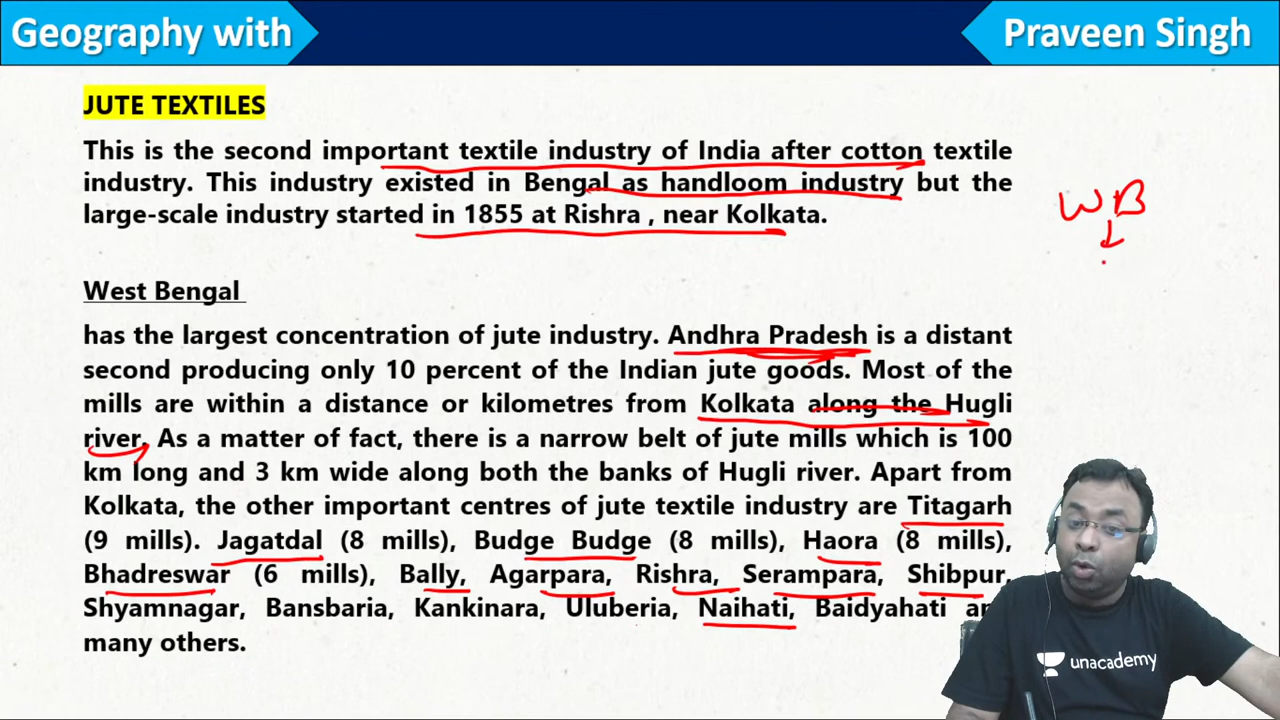 Geography with
Praveen Singh
JUTE TEXTILES
This is the second important textile industry of India after cotton textile
industry. This industry existed in Bengal as handloom industry but the
large-scale industry started in 1855 at Rishra , near Kolkata.
WB
West Bengal
has the largest concentration of jute industry. Andhra Pradesh is a distant
second producing only 10 percent of the Indian jute goods. Most of the
mills are within a distance or kilometres from Kolkata along the Hugli
river. As a matter of fact, there is a narrow belt of jute mills which is 100
km long and 3 km wide along both the banks of Hugli river. Apart from
Kolkata, the other important centres of jute textile industry are Titagarh
(9 mills). Jagatdal (8 mills), Budge Budge (8 mills), Haora (8 mills),
Bhadreswar (6 mills), Bally, Agarpara, Rishra, Serampara, Shibpur,
Shyamnagar, Bansbaria, Kankinara, Uluberia, Naihati, Baidyahati
many others.
unacademy